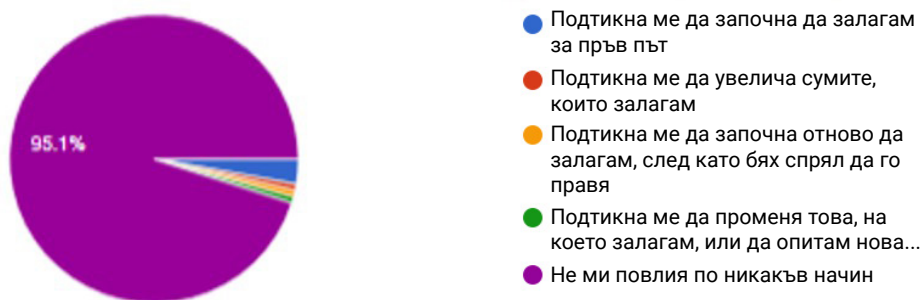 95.1%
Подтикна ме да започна да залагам
за пръв път
Подтикна ме да увелича сумите,
които залагам
Подтикна ме да започна отново да
залагам, след като бях спрял да го
правя
Подтикна ме да променя това, на
което залагам, или да опитам нова...
Не ми повлия по никакъв начин